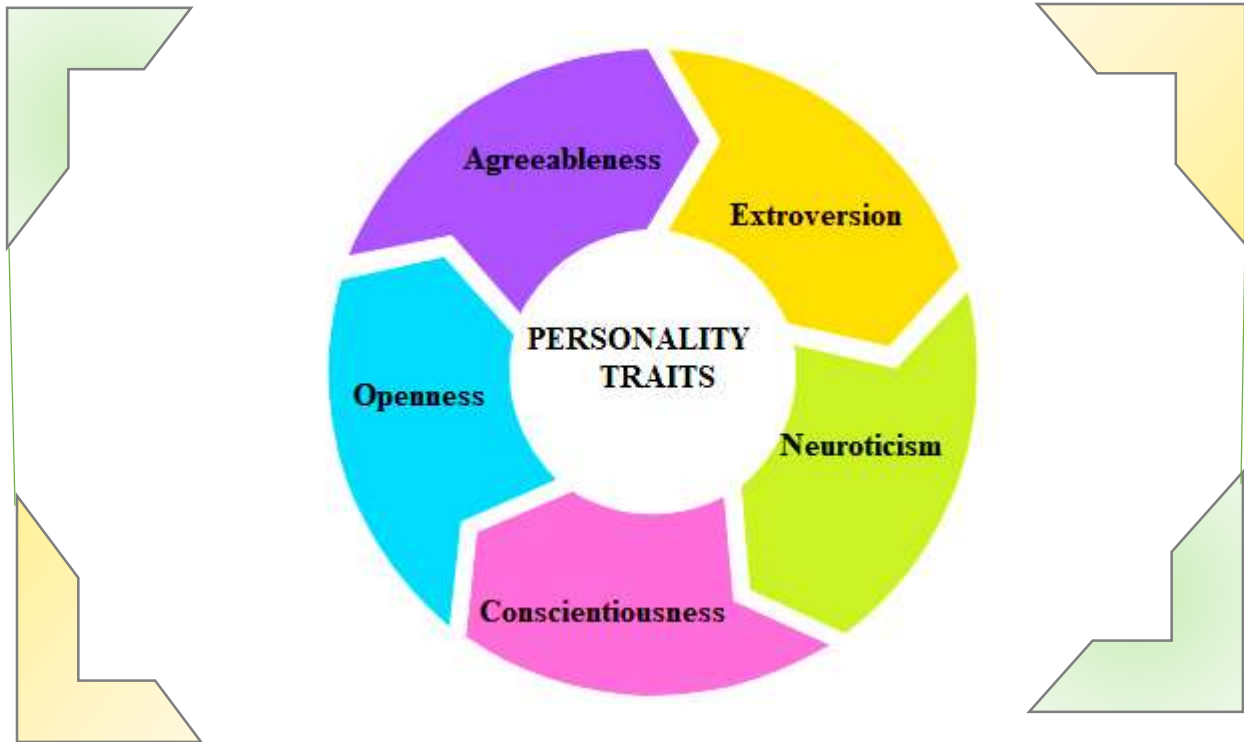 Agreeableness
Extroversion
PERSONALITY
TRAITS
Openness
Neuroticism
Conscientiousness